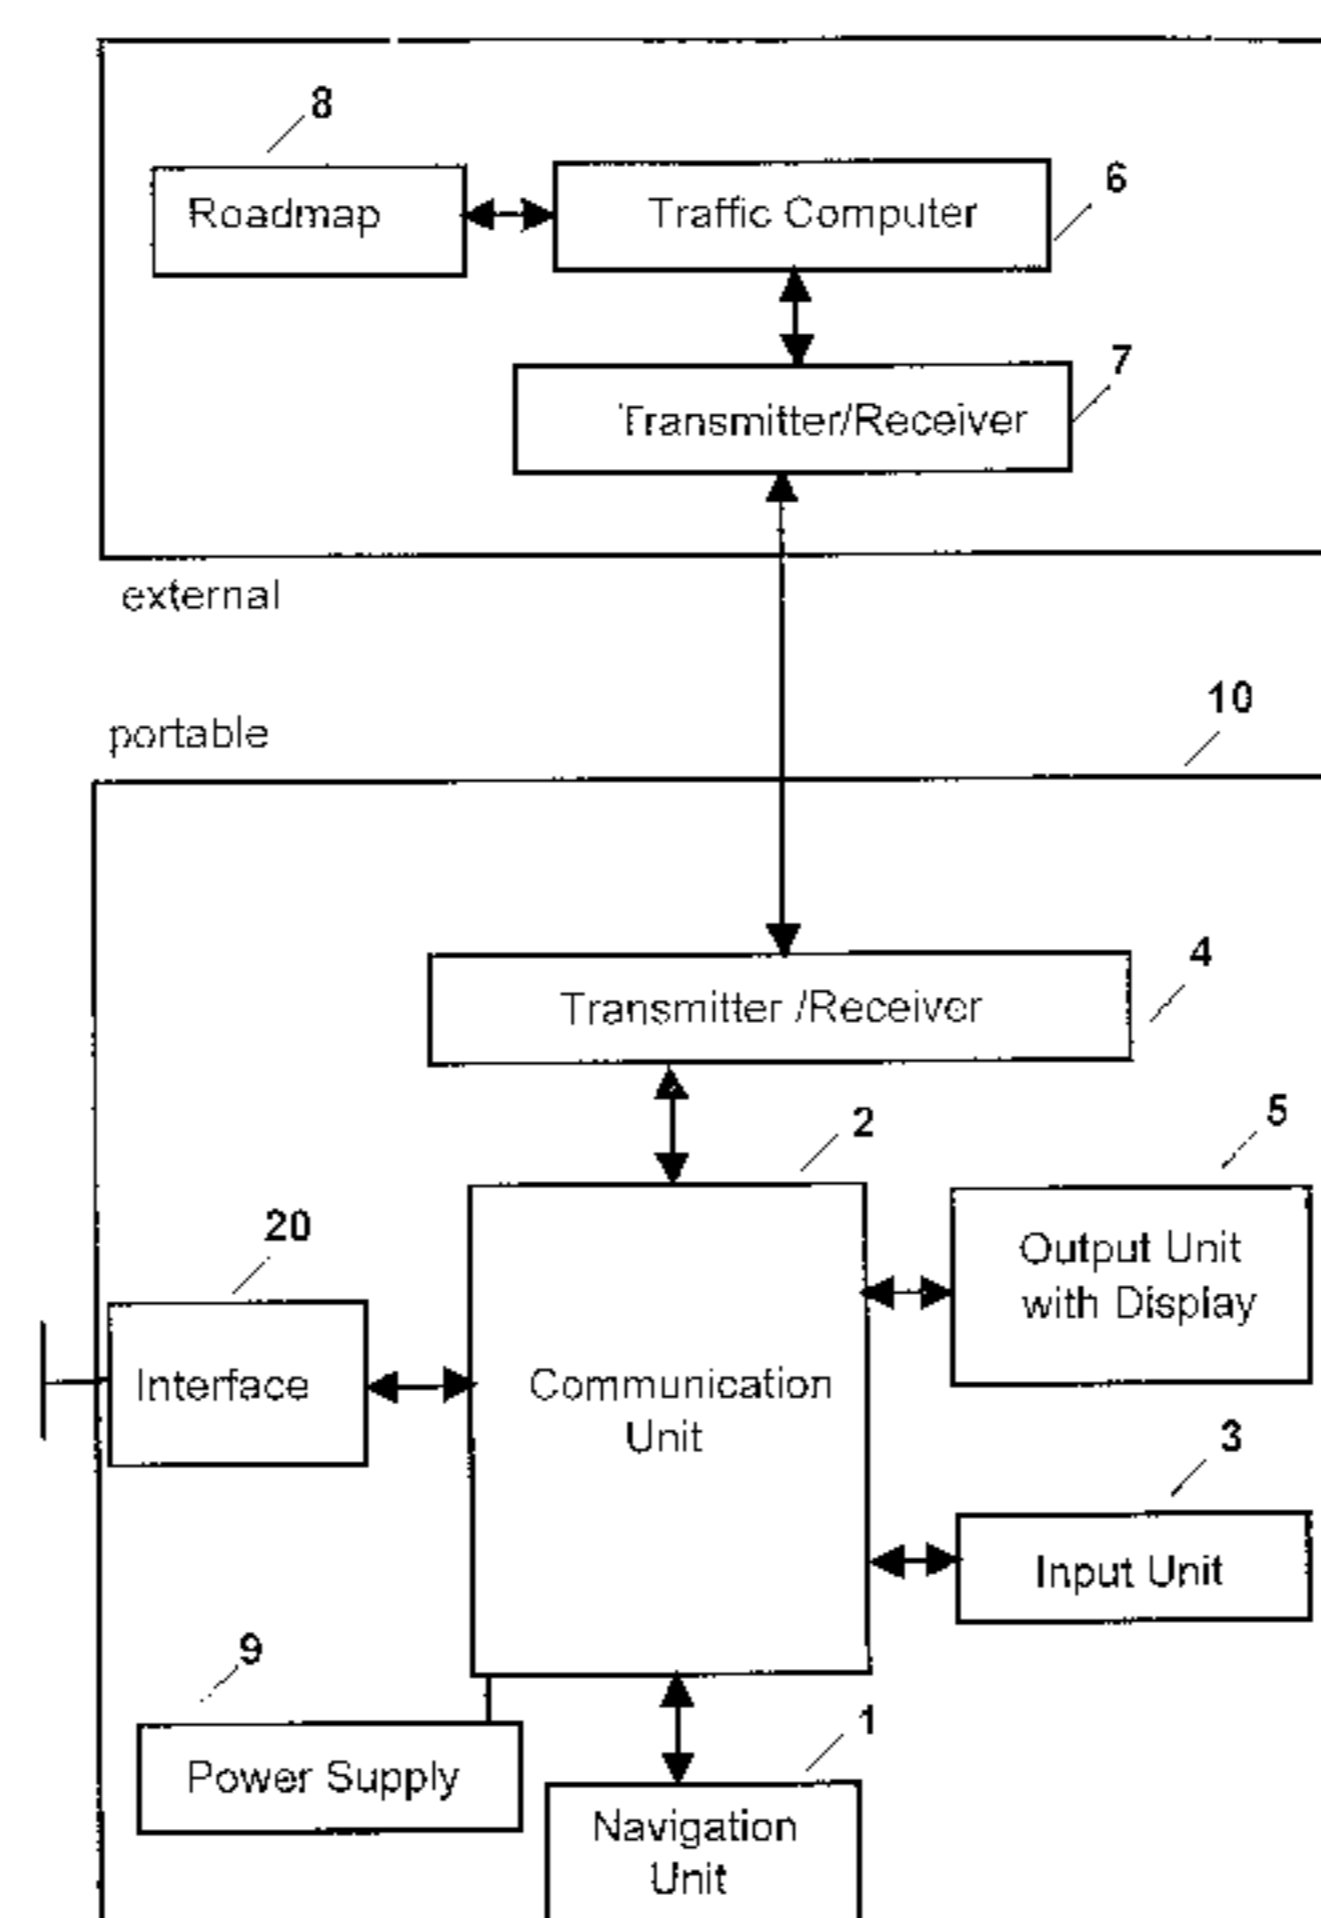 8
Roadmap
Traffic Computer
6
7
Transmitter/Receiver
external
portable
10
4
Transmitter /Receiver
2
5
20
Output Unit
with Display
Interface
Communication
Unit
3
Input Unit
9
1
Power Supply
Navigation
Unit